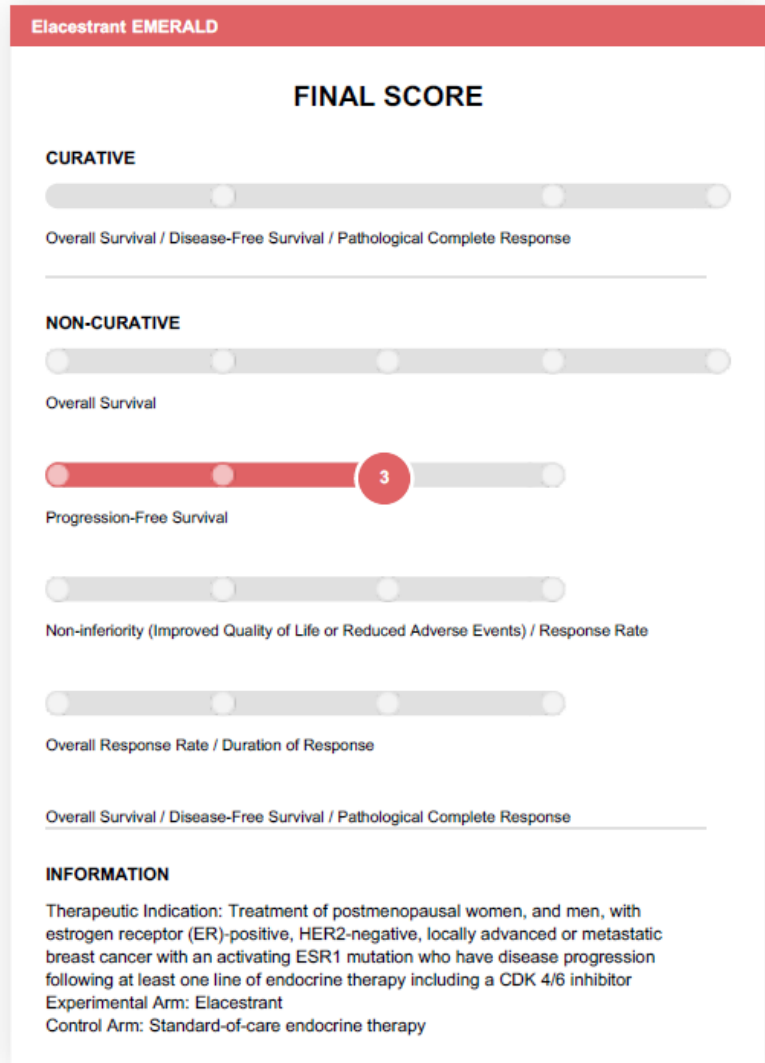 Elacestrant EMERALD
FINAL SCORE
CURATIVE
Overall Survival / Disease-Free Survival / Pathological Complete Response
NON-CURATIVE
Overall Survival
3
Progression-Free Survival
Non-inferiority (Improved Quality of Life or Reduced Adverse Events) / Response Rate
Overall Response Rate / Duration of Response
Overall Survival / Disease-Free Survival / Pathological Complete Response
INFORMATION
Therapeutic Indication: Treatment of postmenopausal women, and men, with
estrogen receptor (ER)-positive, HER2-negative, locally advanced or metastatic
breast cancer with an activating ESR1 mutation who have disease progression
following at least one line of endocrine therapy including a CDK 4/6 inhibitor
Experimental Arm: Elacestrant
Control Arm: Standard-of-care endocrine therapy